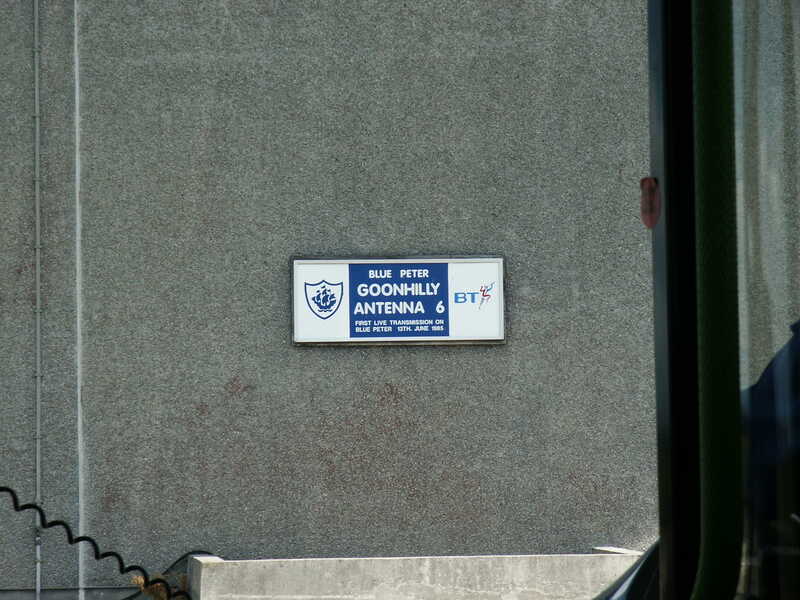 BLUE PETER
GOONHILLY
ANTENNA 6
FIRST LIVE TRANSMISSION ON
BLUE PETER 13TH. JUNE 1985
BT